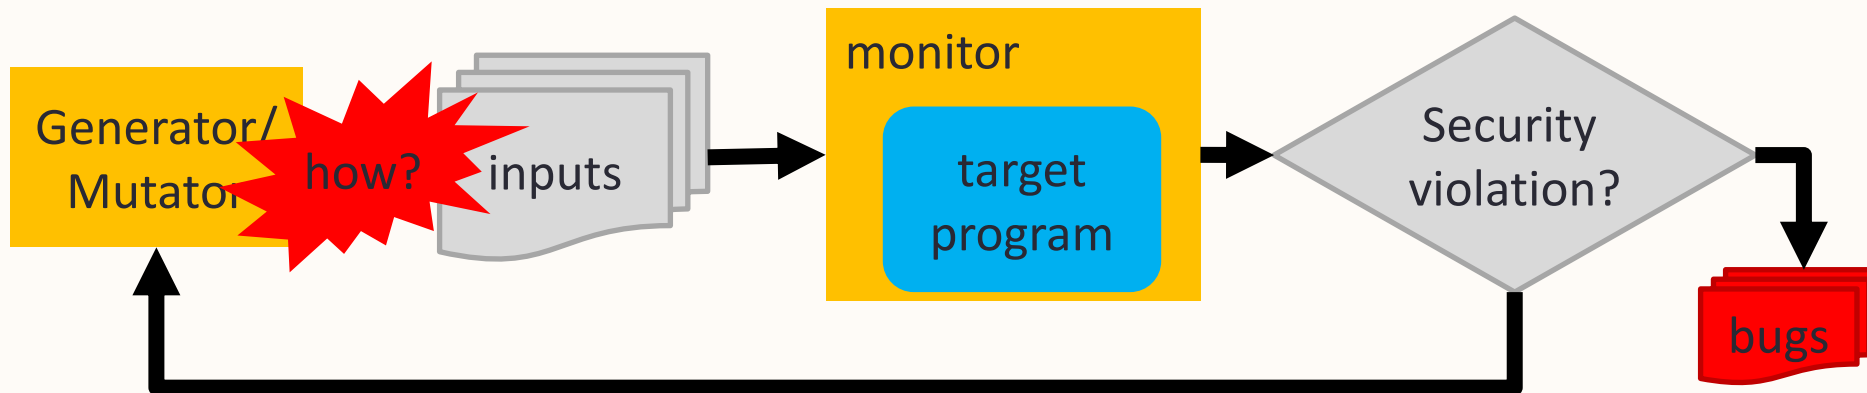 Generator/
Mutator
how?
inputs
monitor
target
program
Security
violation?
bugs